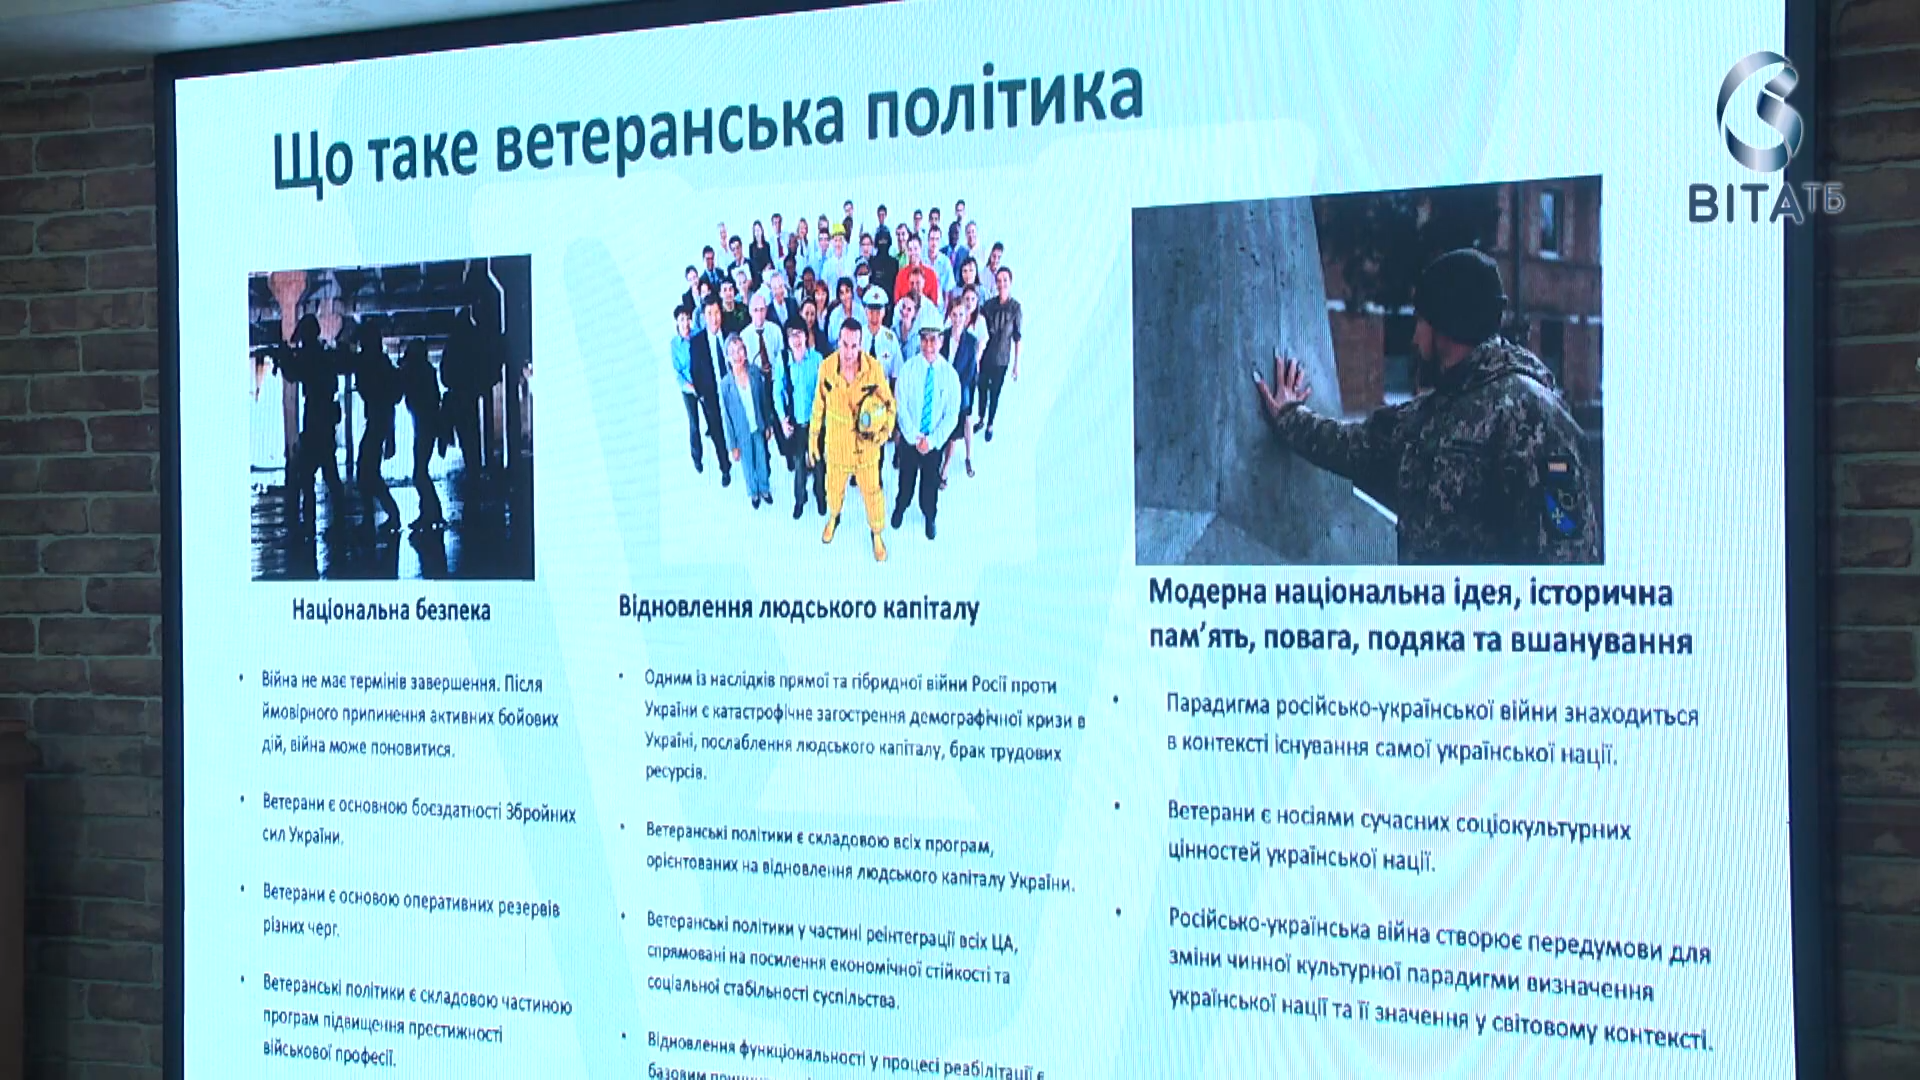 Що таке ветеранська політика
ВІТАТБ
Національна безпека
• Війна не має термінів завершення. Після
ймовірного припинення активних бойових
дій, війна може поновитися.
• Ветерани є основною боєздатності Збройних
сил України.
• Ветерани є основою оперативних резервів
різних черг.
• Ветеранські політики є складовою частиною
програм підвищення престижності
військової професії.
Відновлення людського капіталу
• Одним із наслідків прямої та гібридної війни Росії проти
України є катастрофічне загострення демографічної кризи в
Україні, послаблення людського капіталу, брак трудових
ресурсів.
• Ветеранські політики є складовою всіх програм,
орієнтованих на відновлення людського капіталу України.
• Ветеранські політики у частині реінтеграції всіх ЦА,
спрямовані на посилення економічної стійкості та
соціальної стабільності суспільства.
• Відновлення функціональності у процесі реабілітації є
базовим
Модерна національна ідея, історична
пам’ять, повага, подяка та вшанування
• Парадигма російсько-української війни знаходиться
в контексті існування самої української нації.
• Ветерани є носіями сучасних соціокультурних
цінностей української нації.
• Російсько-українська війна створює передумови для
зміни чинної культурної парадигми визначення
української нації та її значення у світовому контексті.